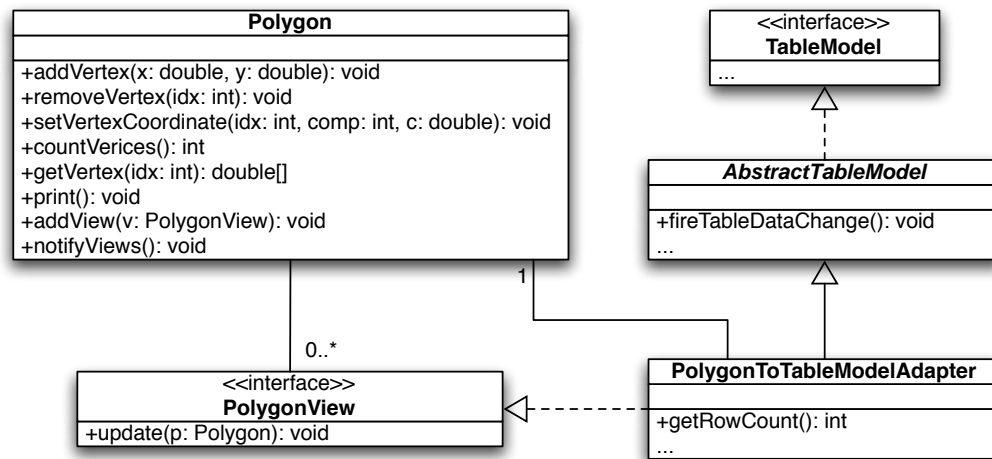 Polygon
+addVertex(x: double, y: double): void
+removeVertex(idx: int): void
+setVertexCoordinate(idx: int, comp: int, c: double): void
+countVerices(): int
+getVertex(idx: int): double[]
+print(): void
+addView(v: PolygonView): void
+notifyViews(): void
<<interface>>
TableModel
...
AbstractTableModel
+fireTableDataChange(): void
...
1
0..*
<<interface>>
PolygonView
+update(p: Polygon): void
PolygonToTableModelAdapter
+getRowCount(): int
...